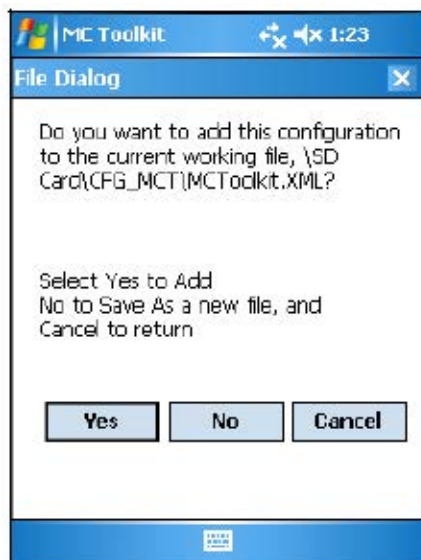 MC Toolkit 1:23
File Dialog
Do you want to add this configuration
to the current working file, \SD
Card\CFG_MCT\MCToolkit.XML?
Select Yes to Add
No to Save As a new file, and
Cancel to return
Yes No Cancel